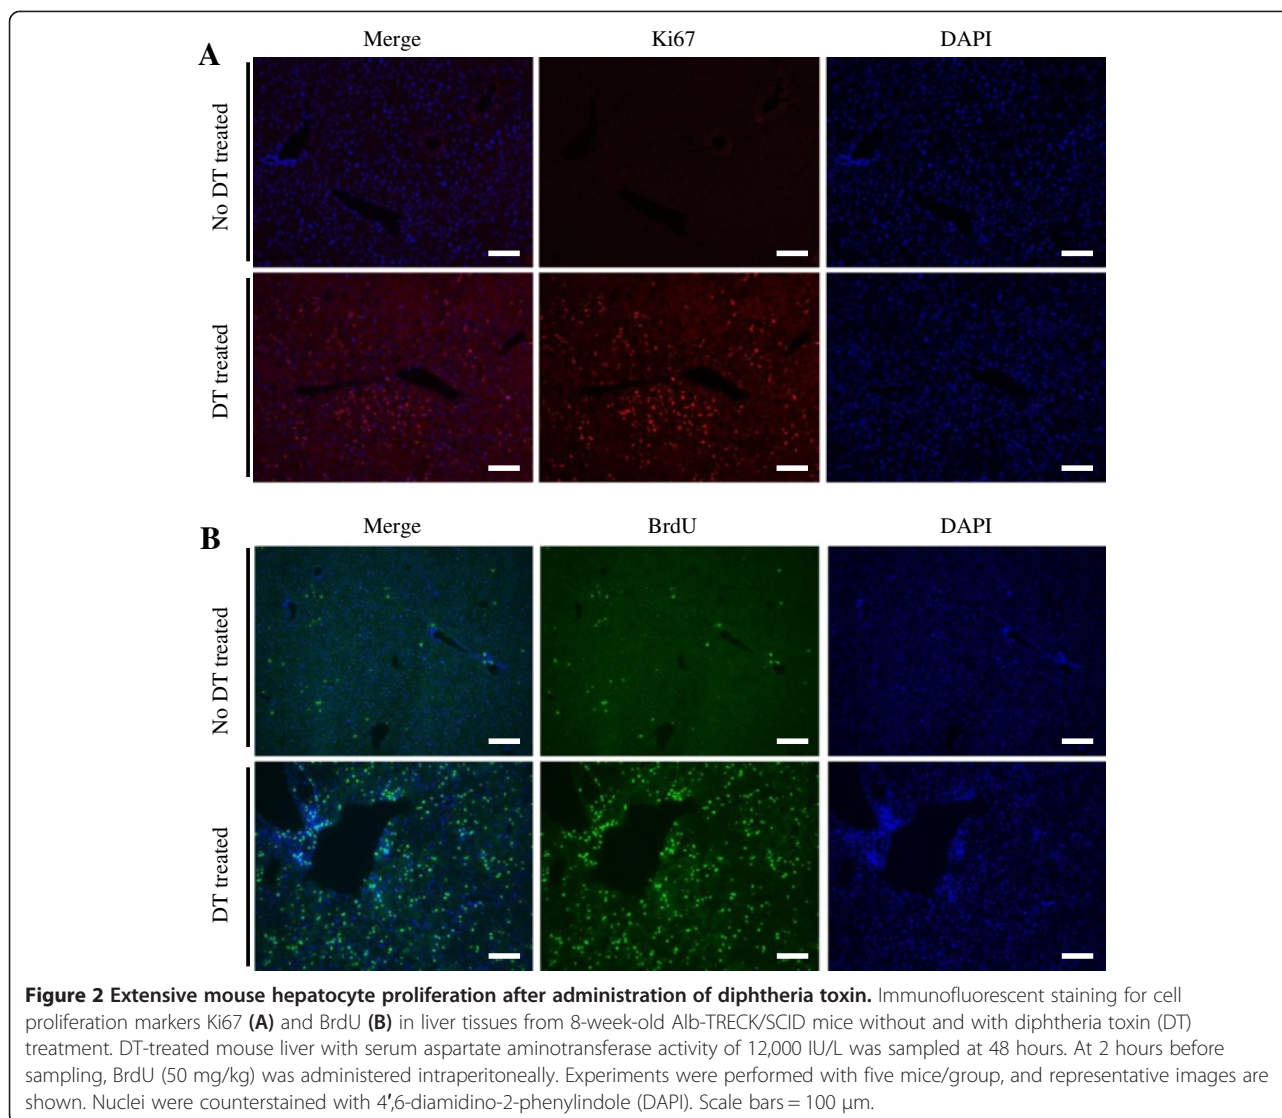 A
Merge Ki67 DAPI
No DT treated
DT treated
B
Merge BrdU DAPI
No DT treated
DT treated
Figure 2 Extensive mouse hepatocyte proliferation after administration of diphtheria toxin. Immunofluorescent staining for cell
proliferation markers Ki67 (A) and BrdU (B) in liver tissues from 8-week-old Alb-TRECK/SCID mice without and with diphtheria toxin (DT)
treatment. DT-treated mouse liver with serum aspartate aminotransferase activity of 12,000 IU/L was sampled at 48 hours. At 2 hours before
sampling, BrdU (50 mg/kg) was administered intraperitoneally. Experiments were performed with five mice/group, and representative images are
shown. Nuclei were counterstained with 4′,6-diamidino-2-phenylindole (DAPI). Scale bars = 100 μm.